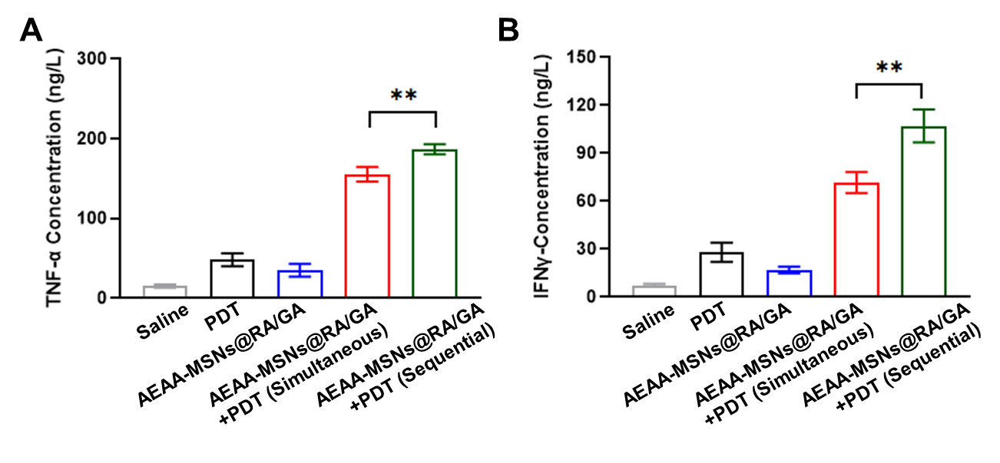 A
TNF-α Concentration (ng/L)
300
200
100
0
**
Saline
PDT
AEAA-MSNs@RA/GA
AEAA-MSNs@RA/GA
+PDT (Simultaneous)
AEAA-MSNs@RA/GA
+PDT (Sequential)
B
IFNγ-Concentration (ng/L)
150
120
90
60
30
0
**
Saline
PDT
AEAA-MSNs@RA/GA
AEAA-MSNs@RA/GA
+PDT (Simultaneous)
AEAA-MSNs@RA/GA
+PDT (Sequential)